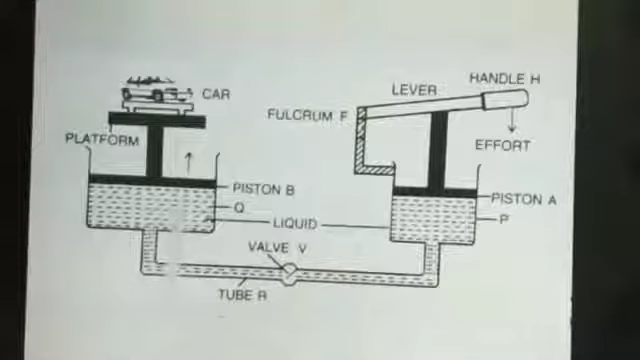 HANDLE H
LEVER
CAR
FULCRUM F
PLATFORM
EFFORT
PISTON B
PISTON A
Q
P
LIQUID
VALVE V
TUBE R